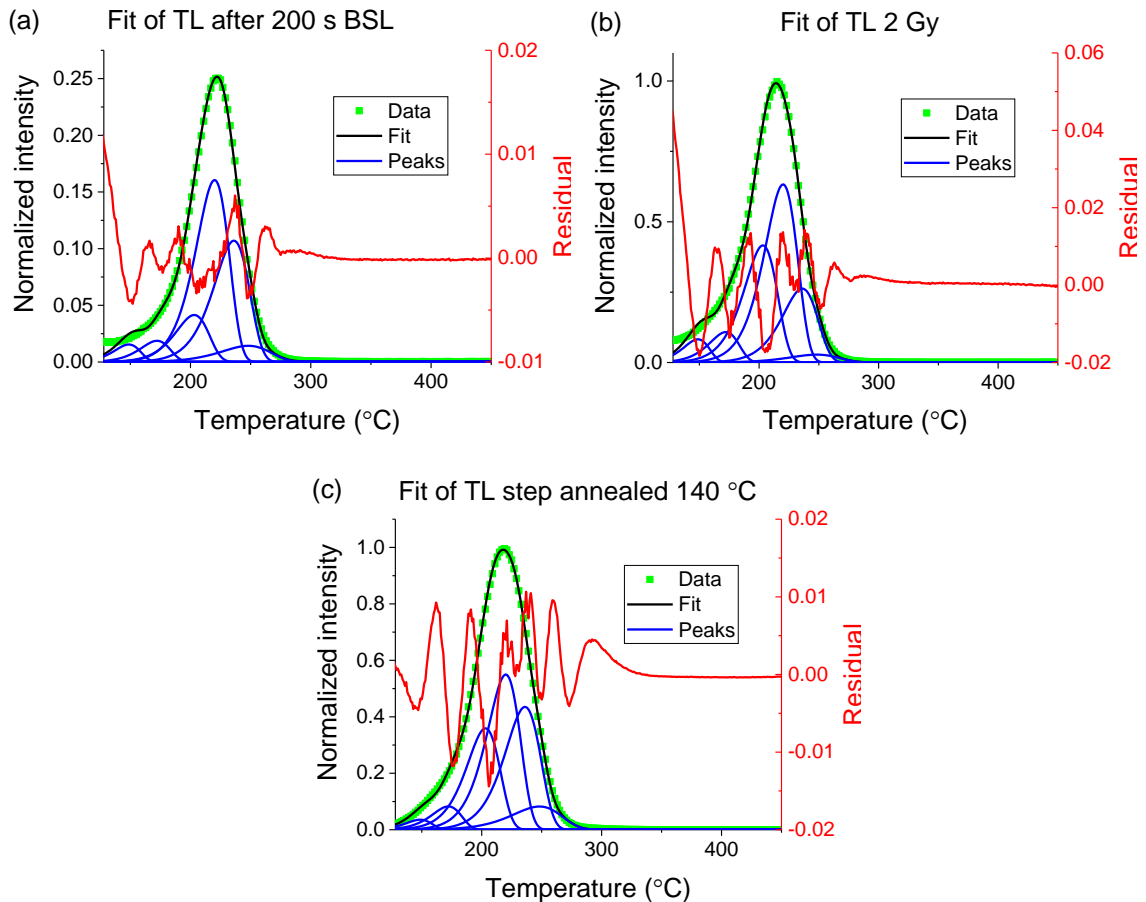 (a) Fit of TL after 200 s BSL
Normalized intensity
0.25
0.20
0.15
0.10
0.05
0.00
Data
Fit
Peaks
0.02
0.01
0.00
-0.01
Residual
200 300 400
Temperature (°C)
(b) Fit of TL 2 Gy
Normalized intensity
1.0
0.5
0.0
Data
Fit
Peaks
0.06
0.04
0.02
0.00
-0.02
Residual
200 300 400
Temperature (°C)
(c) Fit of TL step annealed 140 °C
Normalized intensity
1.0
0.8
0.6
0.4
0.2
0.0
Data
Fit
Peaks
0.02
0.01
0.00
-0.01
-0.02
Residual
200 300 400
Temperature (°C)